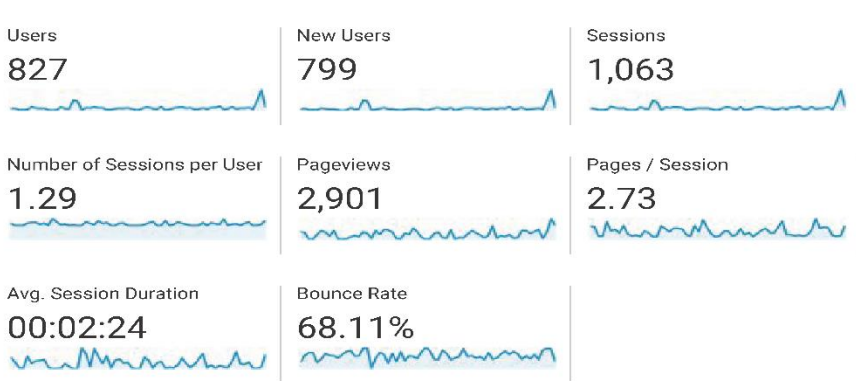 Users
827
New Users
799
Sessions
1,063
Number of Sessions per User
1.29
Pageviews
2,901
Pages / Session
2.73
Avg. Session Duration
00:02:24
Bounce Rate
68.11%